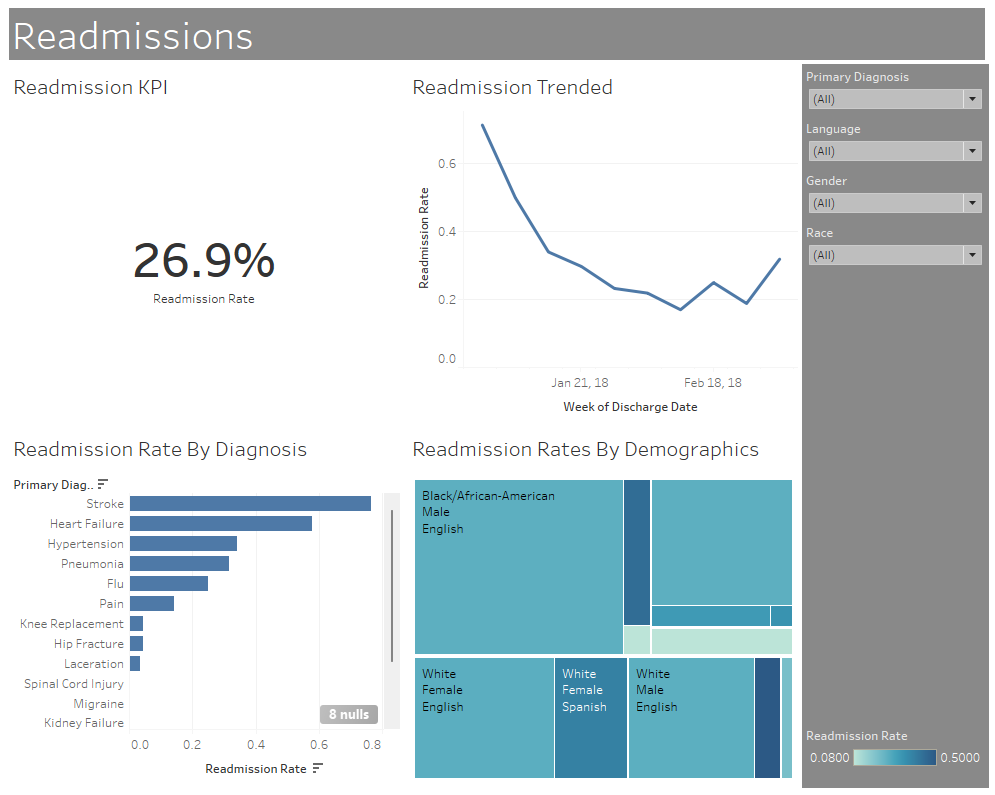 Readmissions
Readmission KPI
26.9%
Readmission Rate
Readmission Trended
Readmission Rate
0.6
0.4
0.2
0.0
Jan 21, 18
Feb 18, 18
Week of Discharge Date
Primary Diagnosis
(All)
Language
(All)
Gender
(All)
Race
(All)
Readmission Rate By Diagnosis
Primary Diag..
Stroke
Heart Failure
Hypertension
Pneumonia
Flu
Pain
Knee Replacement
Hip Fracture
Laceration
Spinal Cord Injury
Migraine
Kidney Failure
8 nulls
0.0
0.2
0.4
0.6
0.8
Readmission Rate
Readmission Rates By Demographics
Black/African-American
Male
English
White
Female
English
White
Female
Spanish
White
Male
English
Readmission Rate
0.0800
0.5000